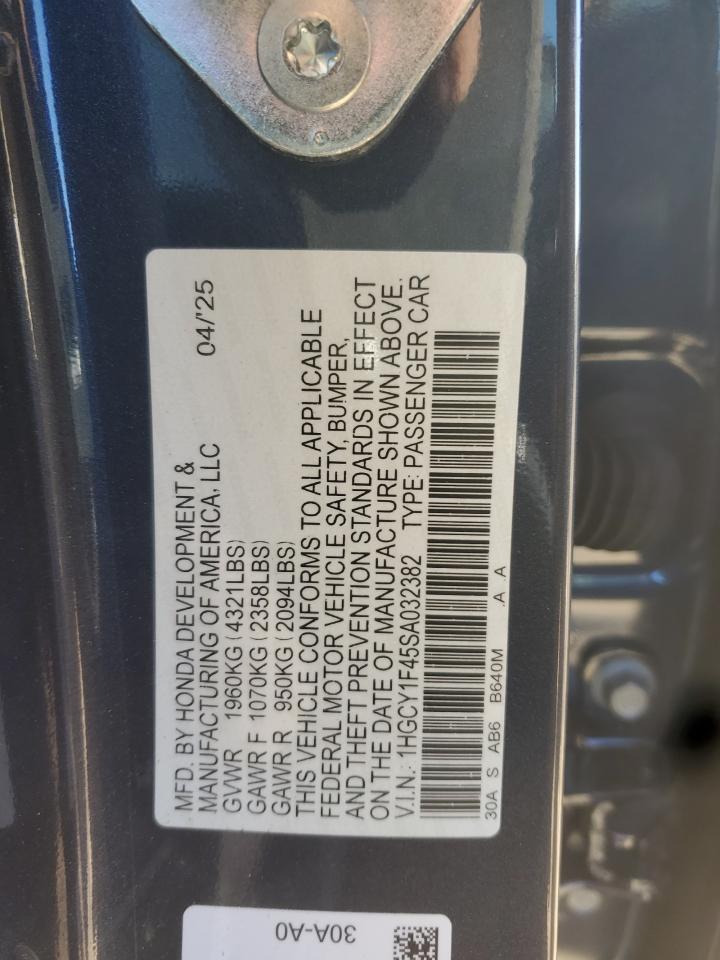 MFD. BY HONDA DEVELOPMENT &
MANUFACTURING OF AMERICA, LLC 04/'25
GVWR 1960KG (4321LBS)
GAWR F 1070KG (2358LBS)
GAWR R 950KG (2094LBS)
THIS VEHICLE CONFORMS TO ALL APPLICABLE
FEDERAL MOTOR VEHICLE SAFETY, BUMPER,
AND THEFT PREVENTION STANDARDS IN EFFECT
ON THE DATE OF MANUFACTURE SHOWN ABOVE.
V.I.N.: 1HGCY1F45SA032382 TYPE: PASSENGER CAR
30A S AB6 B640M .A .A
30A-A0